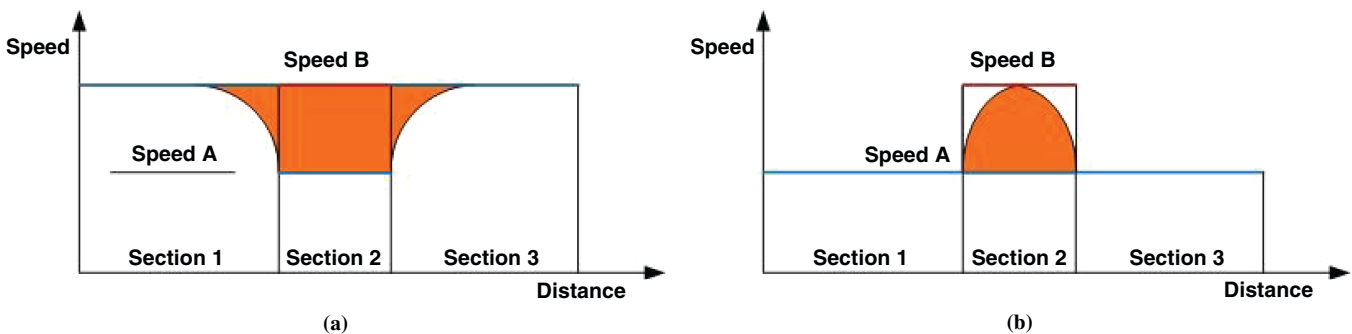 Speed
Speed B
Speed A
Section 1
Section 2
Section 3
Distance
(a)
Speed
Speed B
Speed A
Section 1
Section 2
Section 3
Distance
(b)